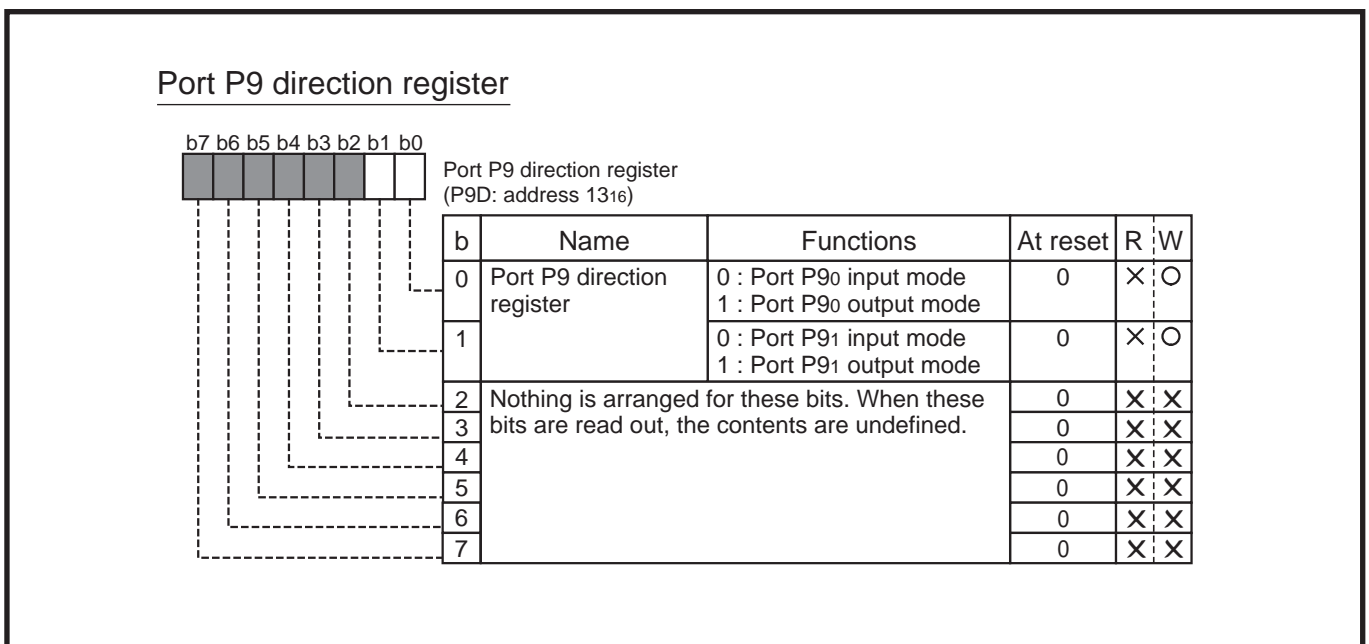 Port P9 direction register
b7 b6 b5 b4 b3 b2 b1 b0
Port P9 direction register
(P9D: address 1316)
b Name Functions At reset R W
0 Port P9 direction register 0 : Port P90 input mode 0 × O
1 : Port P90 output mode
1 0 : Port P91 input mode 0 × O
1 : Port P91 output mode
2 Nothing is arranged for these bits. When these 0 × ×
3 bits are read out, the contents are undefined. 0 × ×
4 0 × ×
5 0 × ×
6 0 × ×
7 0 × ×